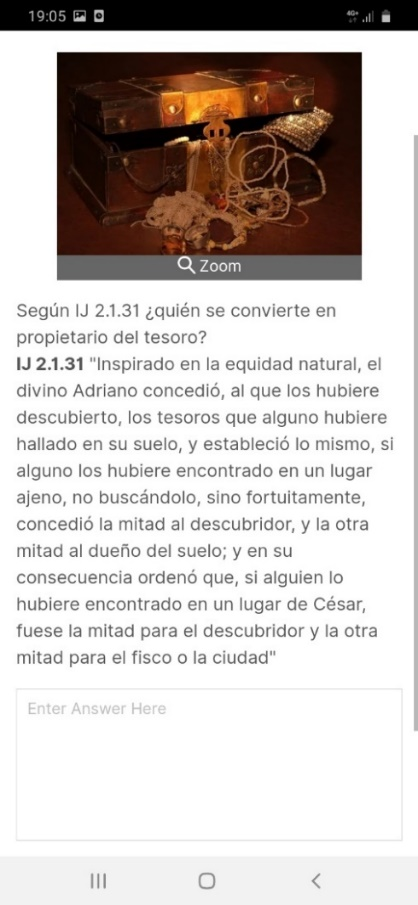 19:05
4G+
Zoom
Según IJ 2.1.31 ¿quién se convierte en
propietario del tesoro?
IJ 2.1.31 "Inspirado en la equidad natural, el
divino Adriano concedió, al que los hubiere
descubierto, los tesoros que alguno hubiere
hallado en su suelo, y estableció lo mismo, si
alguno los hubiere encontrado en un lugar
ajeno, no buscándolo, sino fortuitamente,
concedió la mitad al descubridor, y la otra
mitad al dueño del suelo; y en su
consecuencia ordenó que, si alguien lo
hubiere encontrado en un lugar de César,
fuese la mitad para el descubridor y la otra
mitad para el fisco o la ciudad"
Enter Answer Here